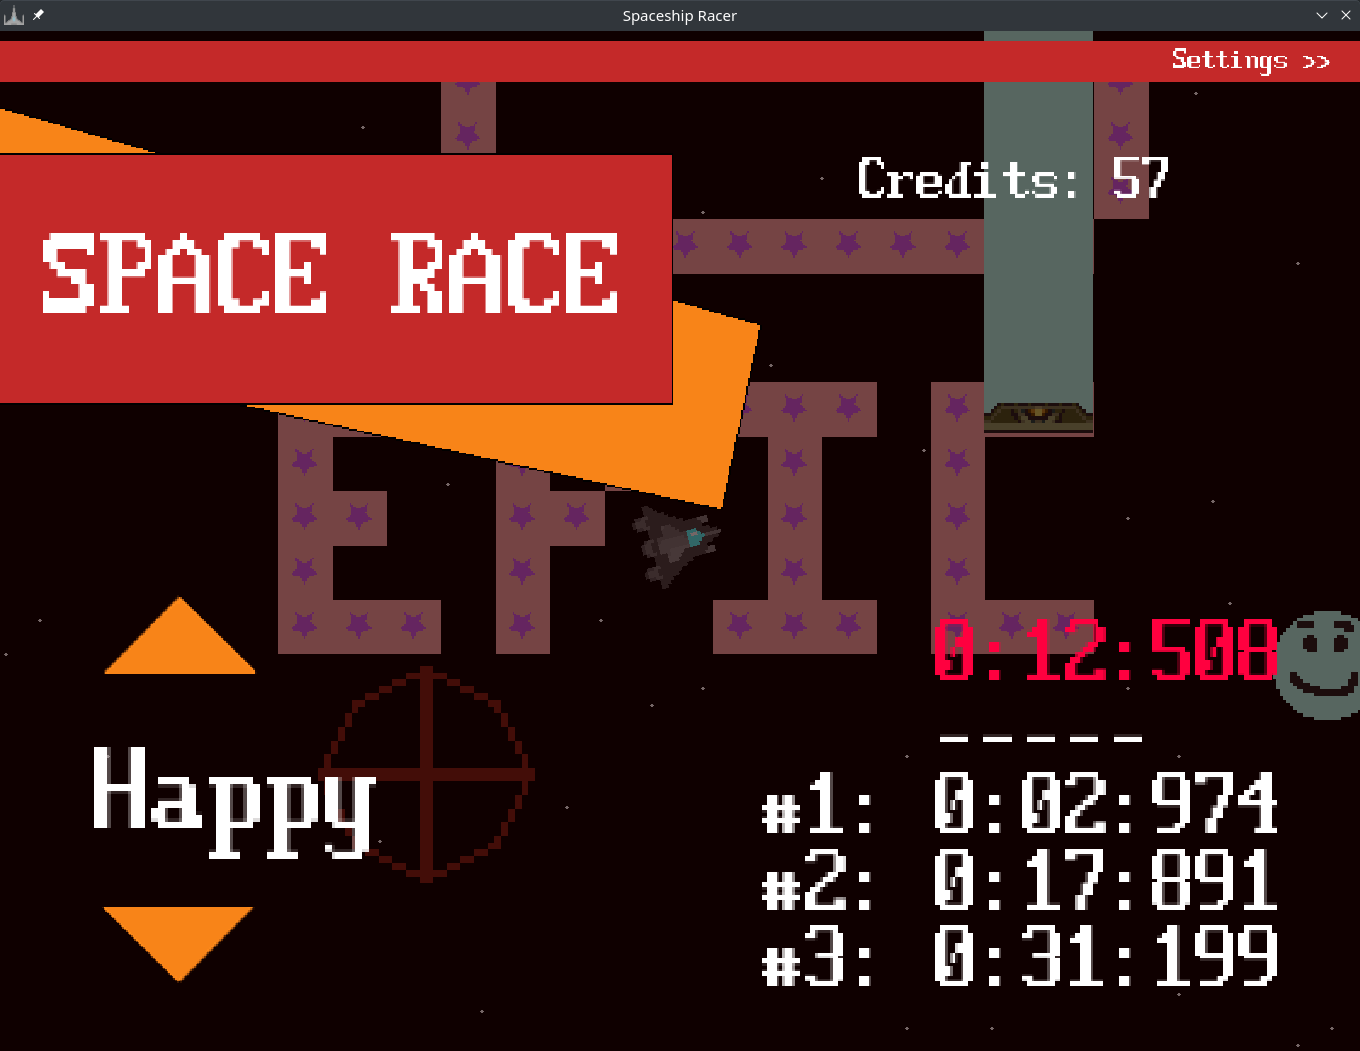 Spaceship Racer
Settings >>
Credits: 57
SPACE RACE
0:12:508
-----
Happy
#1: 0:02:974
#2: 0:17:891
#3: 0:31:199